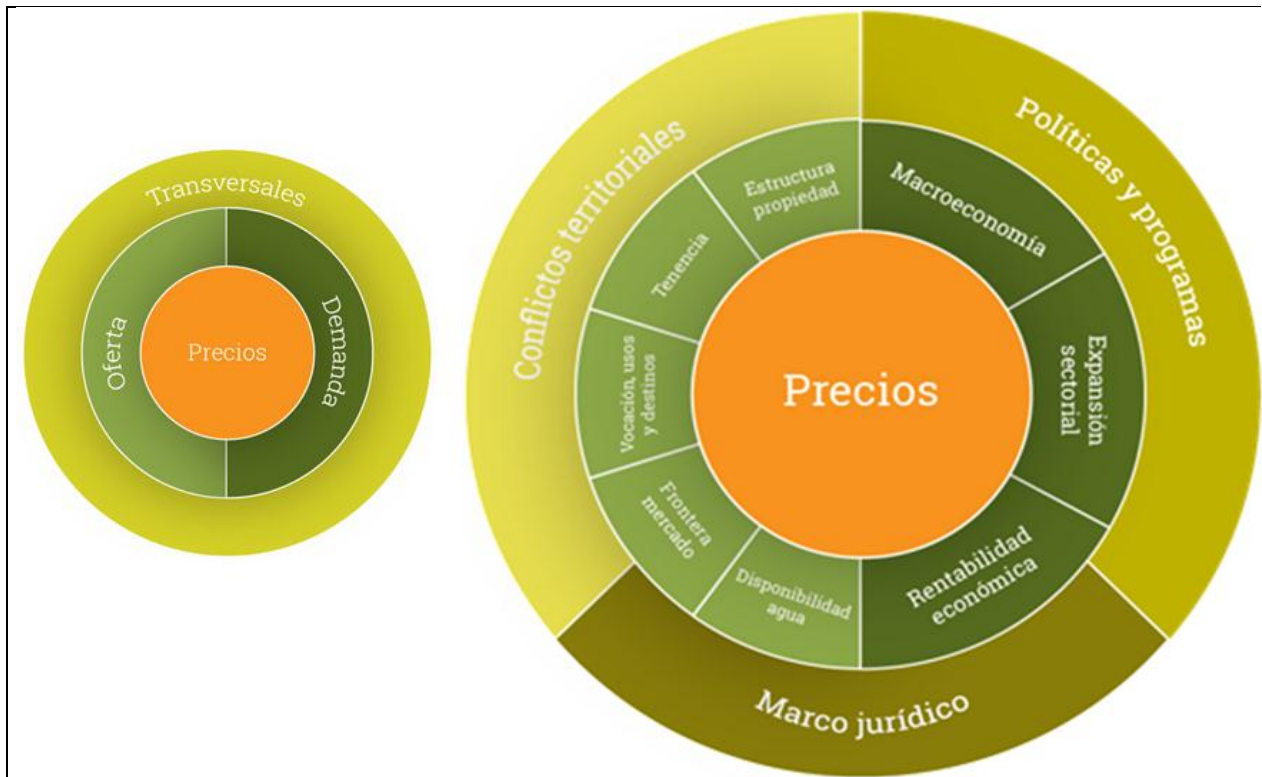 Transversales
Oferta
Precios
Demanda
Conflictos territoriales
Políticas y programas
Marco jurídico
Estructura
propiedad
Tenencia
Vocación, usos
y destinos
Frontera
mercado
Disponibilidad
agua
Macroeconomía
Expansión
sectorial
Rentabilidad
económica
Precios